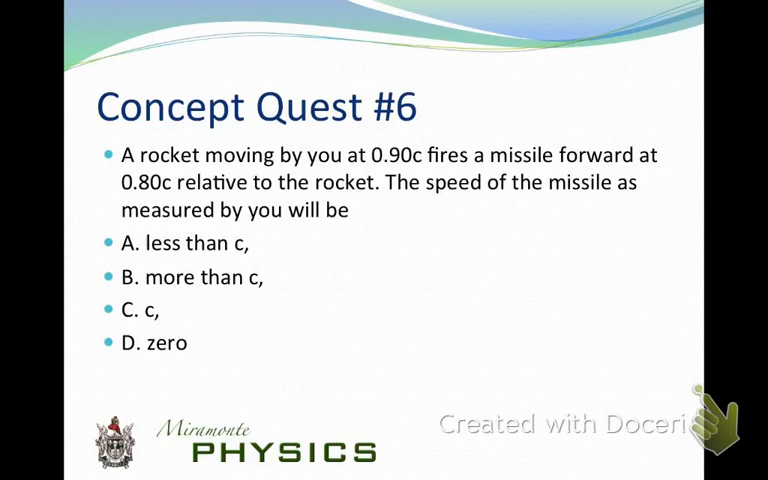 Concept Quest #6
• A rocket moving by you at 0.90c fires a missile forward at
0.80c relative to the rocket. The speed of the missile as
measured by you will be
• A. less than c,
• B. more than c,
• C. c,
• D. zero
Miramonte
PHYSICS
Created with Doceri